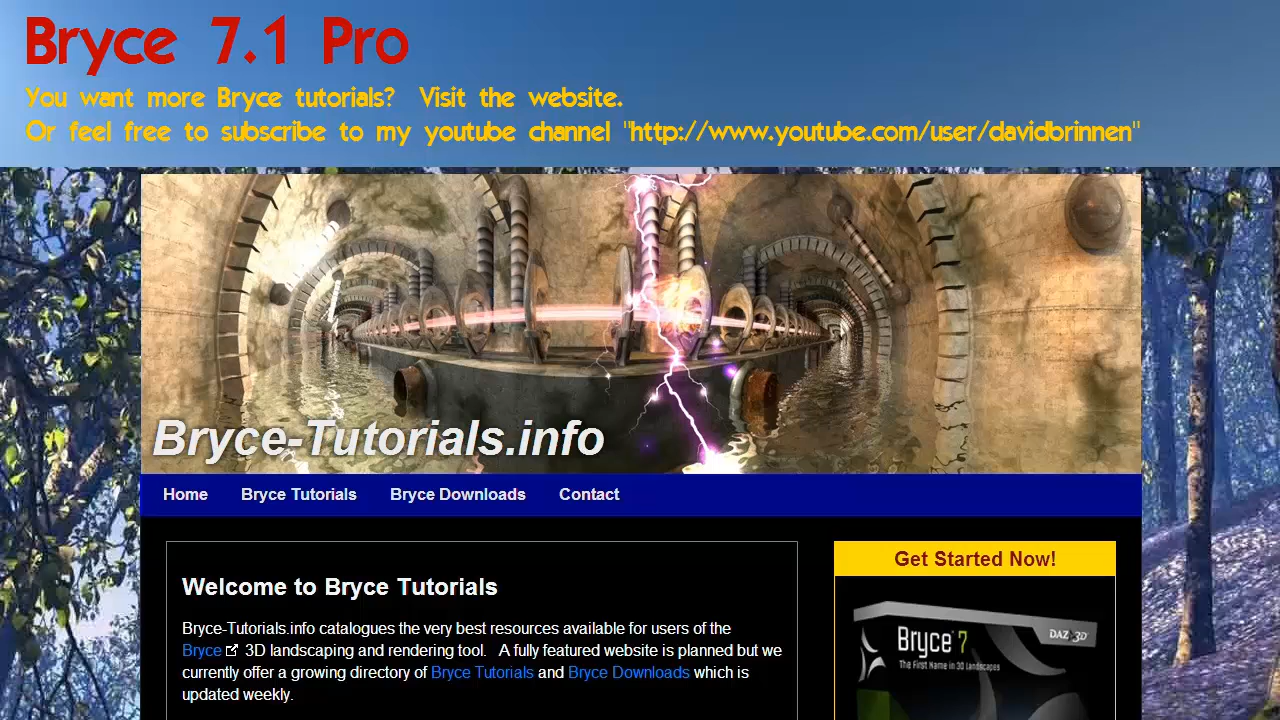 Bryce 7.1 Pro
You want more Bryce tutorials? Visit the website.
Or feel free to subscribe to my youtube channel "http://www.youtube.com/user/davidbrinnen"
Bryce-Tutorials.info
Home Bryce Tutorials Bryce Downloads Contact
Welcome to Bryce Tutorials
Bryce-Tutorials.info catalogues the very best resources available for users of the
Bryce 3D landscaping and rendering tool. A fully featured website is planned but we
currently offer a growing directory of Bryce Tutorials and Bryce Downloads which is
updated weekly.
Get Started Now!
Bryce 7
DAZ 3D
The First Name in 3D Landscapes